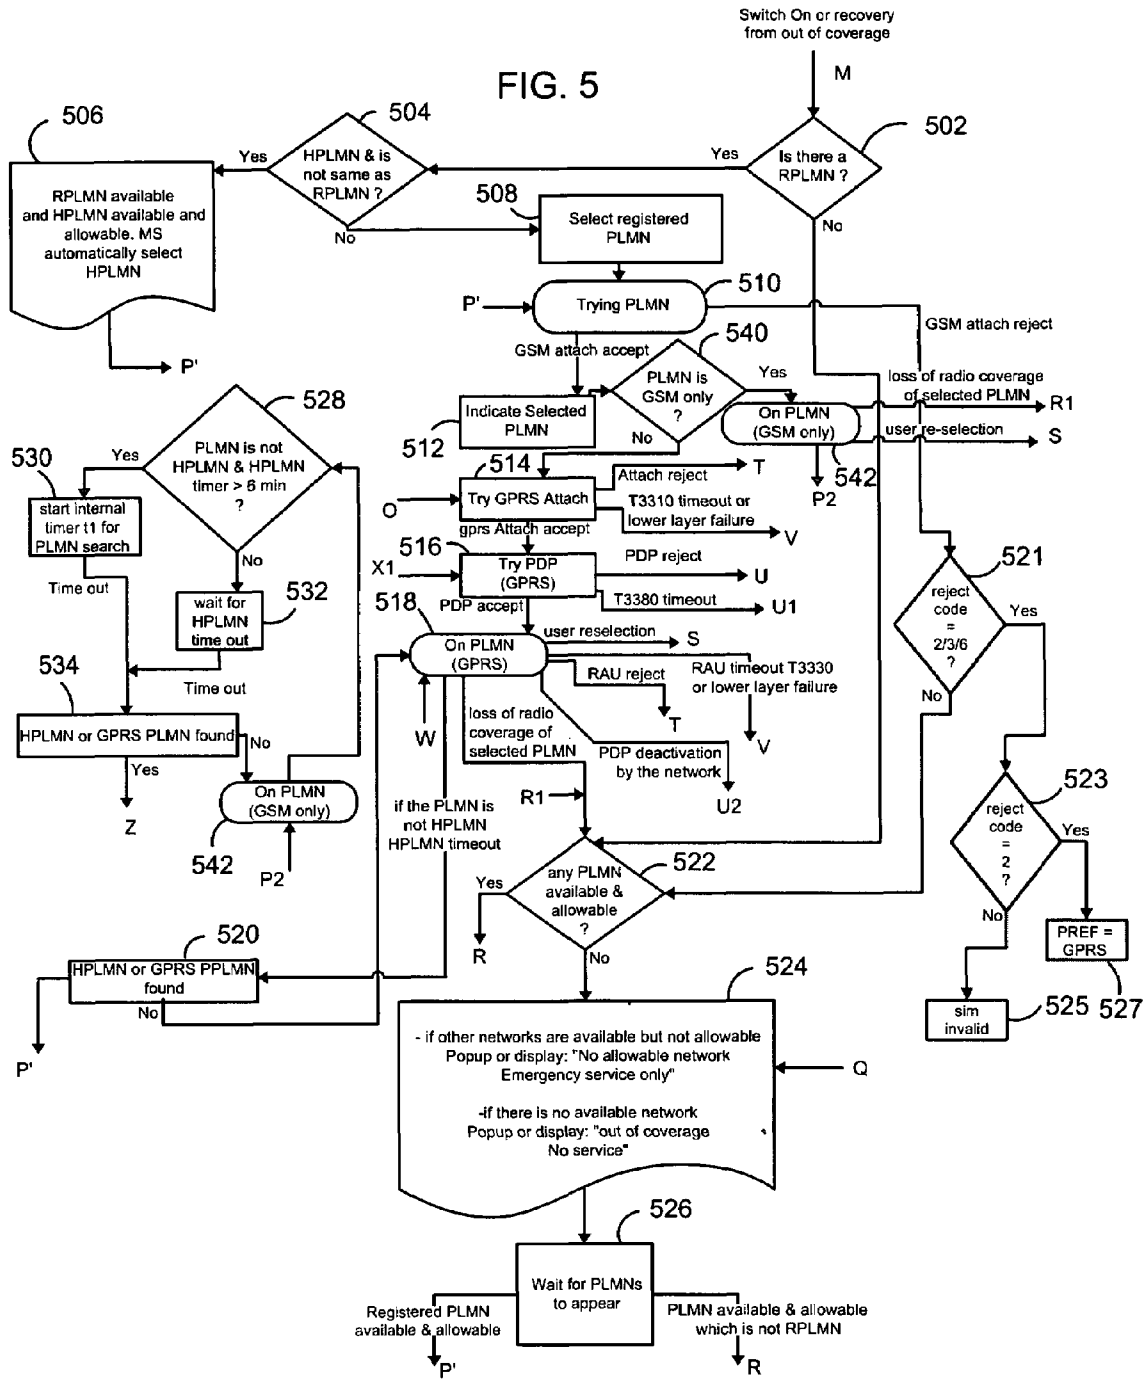 Switch On or recovery
from out of coverage
M
FIG. 5
506
504
502
Yes
HPLMN & is
not same as
RPLMN ?
Yes
Is there a
RPLMN ?
No
No
RPLMN available
and HPLMN available and
allowable. MS
automatically select
HPLMN
P'
508
Select registered
PLMN
510
P'
Trying PLMN
GSM attach reject
GSM attach accept
540
PLMN is
GSM only
?
Yes
No
loss of radio coverage
of selected PLMN
R1
On PLMN
(GSM only)
user re-selection
S
542
P2
Indicate Selected
PLMN
512
528
PLMN is not
HPLMN & HPLMN
timer > 6 min
?
Yes
No
530
start internal
timer t1 for
PLMN search
Time out
wait for
HPLMN
time out
532
Time out
534
HPLMN or GPRS PLMN found
No
Yes
Z
On PLMN
(GSM only)
542
P2
514
Attach reject
T
O
Try GPRS Attach
T3310 timeout or
lower layer failure
V
gprs Attach accept
516
X1
Try PDP
(GPRS)
PDP reject
U
T3380 timeout
U1
PDP accept
518
On PLMN
(GPRS)
user reselection
S
RAU reject
T
RAU timeout T3330
or lower layer failure
V
W
loss of radio
coverage of
selected PLMN
PDP deactivation
by the network
U2
R1
if the PLMN is
not HPLMN
HPLMN timeout
521
reject
code
=
2/3/6
?
Yes
No
523
reject
code
=
2
?
Yes
No
PREF =
GPRS
527
sim
invalid
525
522
any PLMN
available &
allowable
?
Yes
R
No
520
HPLMN or GPRS PPLMN
found
No
P'
524
- if other networks are available but not allowable
Popup or display: "No allowable network
Emergency service only"
-if there is no available network
Popup or display: "out of coverage
No service"
Q
526
Wait for PLMNs
to appear
Registered PLMN
available & allowable
P'
PLMN available & allowable
which is not RPLMN
R